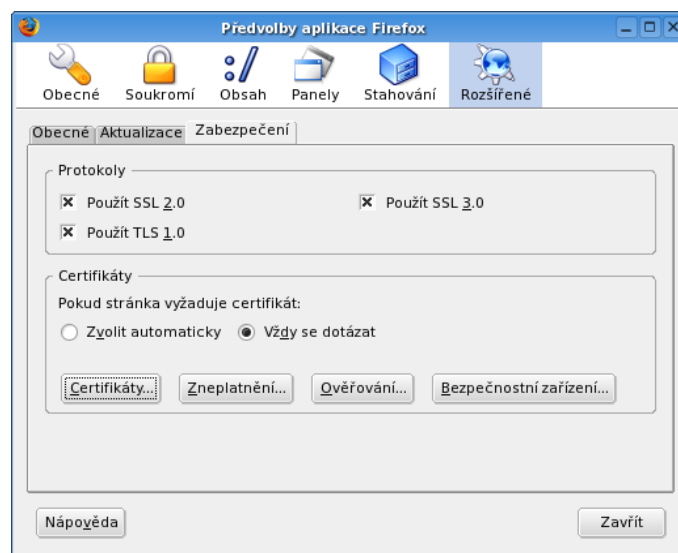 Předvolby aplikace Firefox
Obecné Soukromí Obsah Panely Stahování Rozšířené
Obecné Aktualizace Zabezpečení
Protokoly
Použít SSL 2.0 Použít SSL 3.0
Použít TLS 1.0
Certifikáty
Pokud stránka vyžaduje certifikát:
Zvolit automaticky Vždy se dotázat
Certifikáty... Zneplatnění... Ověřování... Bezpečnostní zařízení...
Nápověda Zavřít